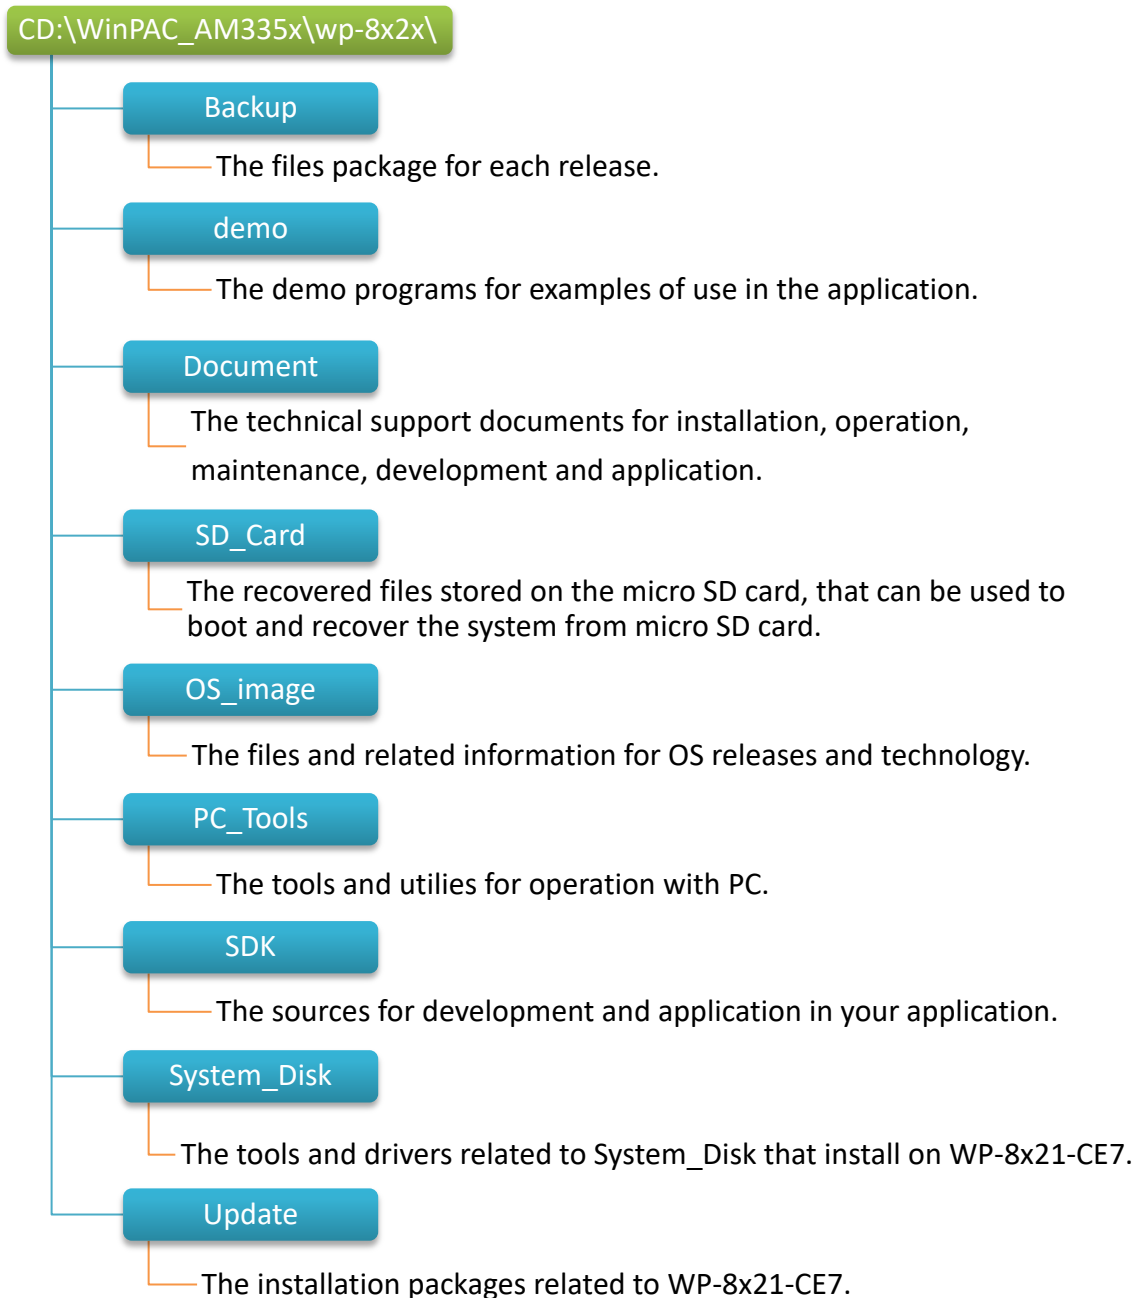 CD:\WinPAC_AM335x\wp-8x2x\
Backup
The files package for each release.
demo
The demo programs for examples of use in the application.
Document
The technical support documents for installation, operation,
maintenance, development and application.
SD_Card
The recovered files stored on the micro SD card, that can be used to
boot and recover the system from micro SD card.
OS_image
The files and related information for OS releases and technology.
PC_Tools
The tools and utilies for operation with PC.
SDK
The sources for development and application in your application.
System_Disk
The tools and drivers related to System_Disk that install on WP-8x21-CE7.
Update
The installation packages related to WP-8x21-CE7.